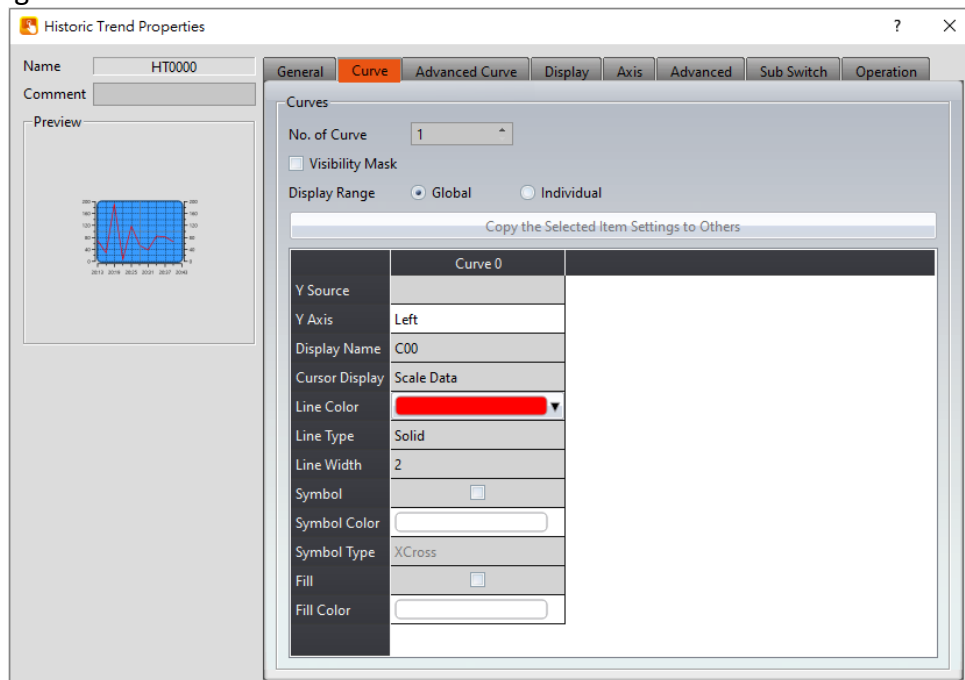 Historic Trend Properties ? ×
Name HT0000
Comment
Preview
General Curve Advanced Curve Display Axis Advanced Sub Switch Operation
Curves
No. of Curve 1
Visibility Mask
Display Range Global Individual
Copy the Selected Item Settings to Others
Curve 0
Y Source
Y Axis Left
Display Name C00
Cursor Display Scale Data
Line Color
Line Type Solid
Line Width 2
Symbol
Symbol Color
Symbol Type XCross
Fill
Fill Color